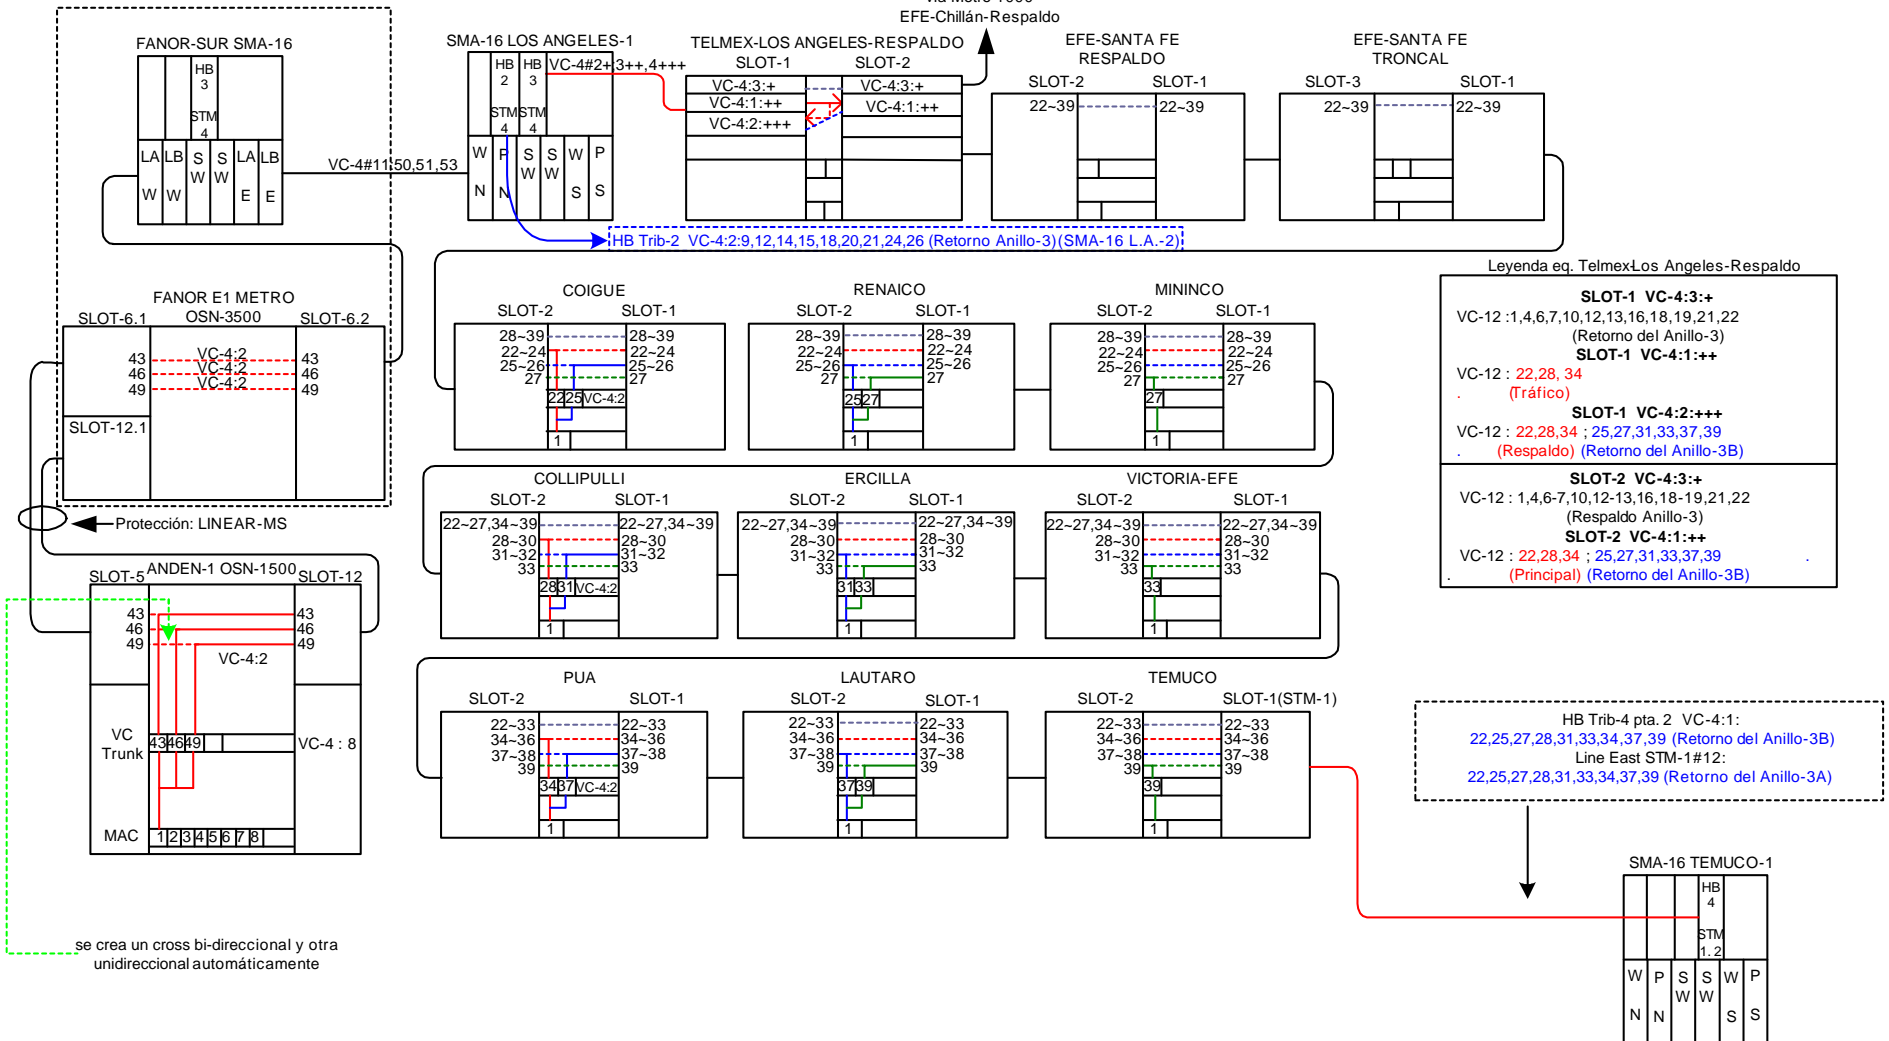 EFE-Chillán-Respaldo
FANOR-SUR SMA-16
HB
3
STM
4
LA
W
LB
W
S
W
S
W
LA
E
LB
E
VC-4#11:50,51,53
SMA-16 LOS ANGELES-1
HB
2
STM
4
HB
3
STM
4
VC-4#2+,3++,4+++
W
N
P
N
S
W
S
W
W
S
P
S
TELMEX-LOS ANGELES-RESPALDO
SLOT-1
SLOT-2
VC-4:3:+
VC-4:3:+
VC-4:1:++
VC-4:1:++
VC-4:2:+++
EFE-SANTA FE
RESPALDO
SLOT-2
SLOT-1
22~39
22~39
EFE-SANTA FE
TRONCAL
SLOT-3
SLOT-1
22~39
22~39
HB Trib-2 VC-4:2:9,12,14,15,18,20,21,24,26 (Retorno Anillo-3)(SMA-16 L.A.-2)
FANOR E1 METRO
OSN-3500
SLOT-6.1
SLOT-6.2
43
VC-4:2
43
46
VC-4:2
46
49
VC-4:2
49
SLOT-12.1
Protección: LINEAR-MS
COIGUE
SLOT-2
SLOT-1
28~39
28~39
22~24
22~24
25~26
25~26
27
27
22
25
VC-4:2
1
RENAICO
SLOT-2
SLOT-1
28~39
28~39
22~24
22~24
25~26
25~26
27
27
25
27
1
MININCO
SLOT-2
SLOT-1
28~39
28~39
22~24
22~24
25~26
25~26
27
27
27
1
Leyenda eq. Telmex-Los Angeles-Respaldo
SLOT-1 VC-4:3:+
VC-12 :1,4,6,7,10,12,13,16,18,19,21,22
(Retorno del Anillo-3)
SLOT-1 VC-4:1:++
VC-12 : 22,28, 34
. (Tráfico)
SLOT-1 VC-4:2:+++
VC-12 : 22,28,34 ; 25,27,31,33,37,39
. (Respaldo) (Retorno del Anillo-3B)
SLOT-2 VC-4:3:+
VC-12 : 1,4,6-7,10,12-13,16,18-19,21,22
(Respaldo Anillo-3)
SLOT-2 VC-4:1:++
VC-12 : 22,28,34 ; 25,27,31,33,37,39 .
. (Principal) (Retorno del Anillo-3B)
COLLIPULLI
SLOT-2
SLOT-1
22~27,34~39
22~27,34~39
28~30
28~30
31~32
31~32
33
33
28
31
VC-4:2
1
ERCILLA
SLOT-2
SLOT-1
22~27,34~39
22~27,34~39
28~30
28~30
31~32
31~32
33
33
31
33
1
VICTORIA-EFE
SLOT-2
SLOT-1
22~27,34~39
22~27,34~39
28~30
28~30
31~32
31~32
33
33
33
1
ANDEN-1 OSN-1500
SLOT-5
SLOT-12
43
43
46
46
49
49
VC-4:2
VC
Trunk
43
46
49
VC-4 : 8
MAC
1
2
3
4
5
6
7
8
PUA
SLOT-2
SLOT-1
22~33
22~33
34~36
34~36
37~38
37~38
39
39
34
37
VC-4:2
1
LAUTARO
SLOT-2
SLOT-1
22~33
22~33
34~36
34~36
37~38
37~38
39
39
37
39
1
TEMUCO
SLOT-2
SLOT-1(STM-1)
22~33
22~33
34~36
34~36
37~38
37~38
39
39
39
1
HB Trib-4 pta. 2 VC-4:1:
22,25,27,28,31,33,34,37,39 (Retorno del Anillo-3B)
Line East STM-1#12:
22,25,27,28,31,33,34,37,39 (Retorno del Anillo-3A)
SMA-16 TEMUCO-1
HB
4
STM
1.2
W
N
P
N
S
W
S
W
W
S
P
S
se crea un cross bi-direccional y otra
unidireccional automáticamente